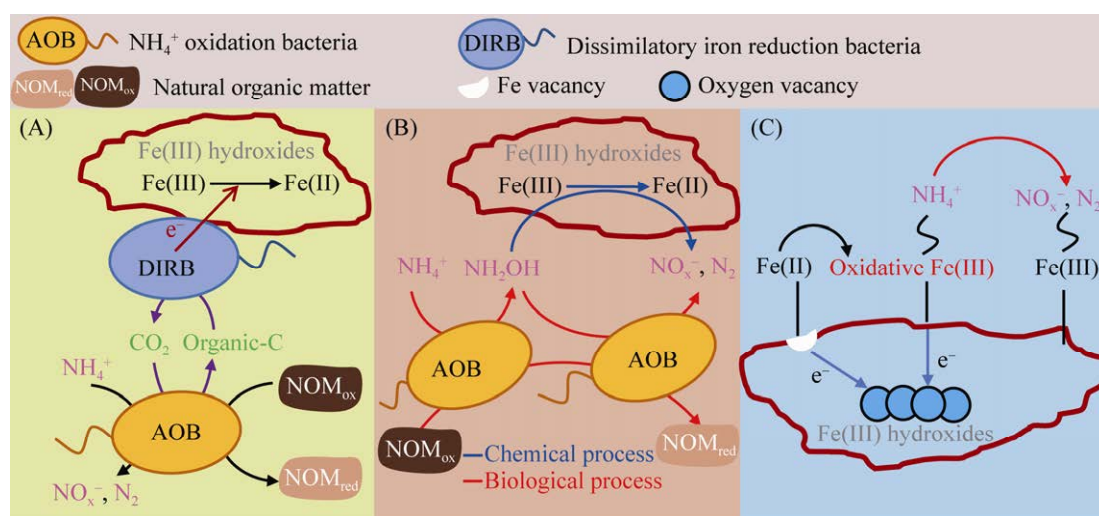 AOB NH₄⁺ oxidation bacteria
DIRB Dissimilatory iron reduction bacteria
NOMred NOMox Natural organic matter
Fe vacancy
Oxygen vacancy
(A)
Fe(III) hydroxides
Fe(III) Fe(II)
e⁻
DIRB
CO₂ Organic-C
NH₄⁺
NOMox
AOB
NOMred
NOₓ⁻, N₂
(B)
Fe(III) hydroxides
Fe(III) Fe(II)
NH₄⁺ NH₂OH NOₓ⁻, N₂
AOB AOB
NOMox NOMred
Chemical process
Biological process
(C)
NH₄⁺ NOₓ⁻, N₂
Fe(II) Oxidativc Fc(III) Fe(III)
e⁻ e⁻
Fe(III) hydroxides